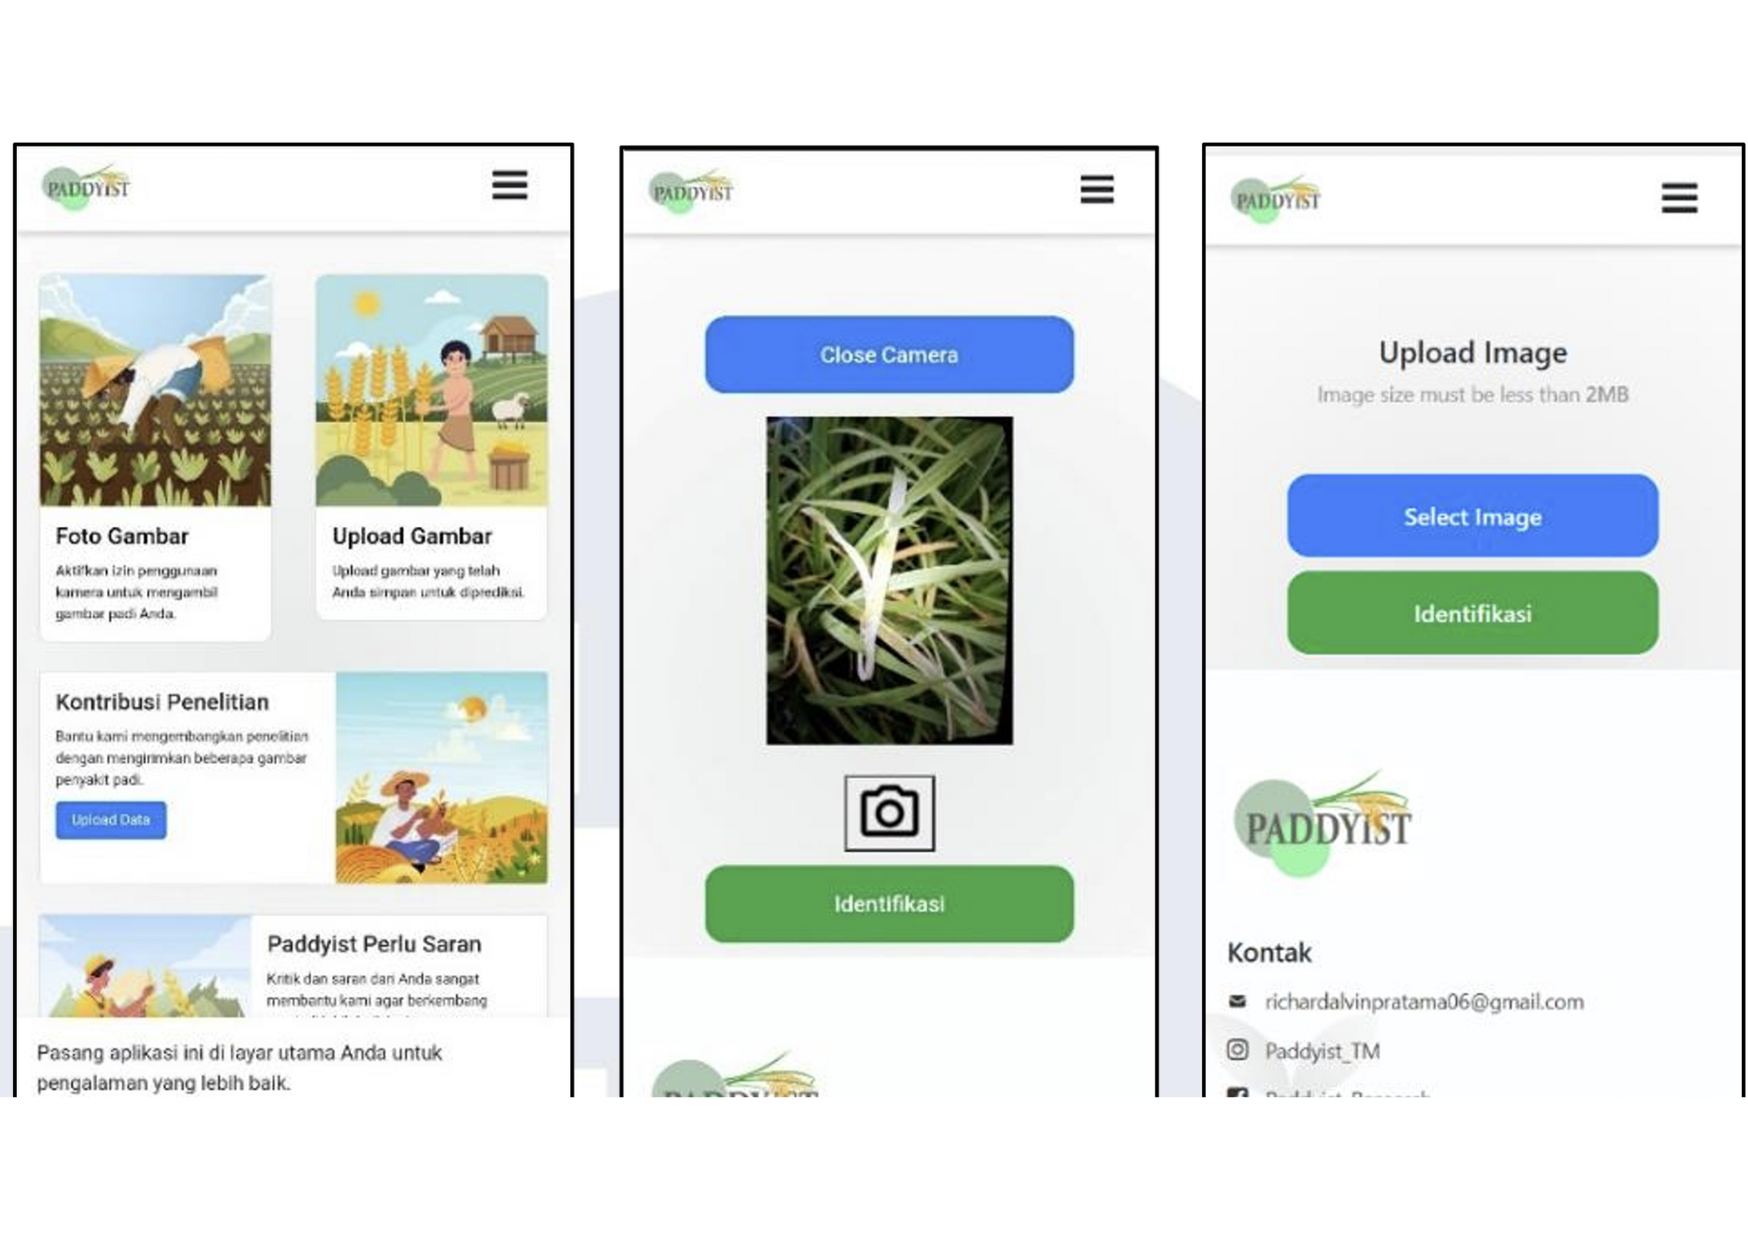 PADDYIST
Foto Gambar
Aktifkan izin penggunaan
kamera untuk mengambil
gambar padi Anda.
Upload Gambar
Upload gambar yang telah
Anda simpan untuk diprediksi.
Kontribusi Penelitian
Bantu kami mengembangkan penelitian
dengan mengirimkan beberapa gambar
penyakit padi.
Upload Data
Paddyist Perlu Saran
Kritik dan saran dari Anda sangat
membantu kami agar berkembang
Pasang aplikasi ini di layar utama Anda untuk
pengalaman yang lebih baik.
PADDYIST
Close Camera
Identifikasi
PADDYIST
PADDYIST
Upload Image
Image size must be less than 2MB
Select Image
Identifikasi
PADDYIST
Kontak
richardalvinpratama06@gmail.com
Paddyist_TM